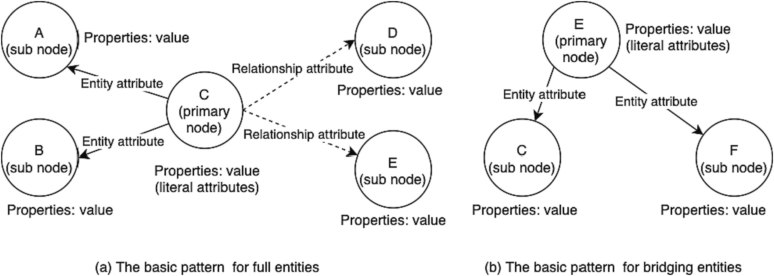 A
(sub node)
Properties: value
Entity attribute
C
(primary
node)
Properties: value
(literal attributes)
Entity attribute
B
(sub node)
Properties: value
Relationship attribute
D
(sub node)
Properties: value
Relationship attribute
E
(sub node)
Properties: value
(a) The basic pattern for full entities
E
(primary
node)
Properties: value
(literal attributes)
Entity attribute
Entity attribute
C
(sub node)
Properties: value
F
(sub node)
Properties: value
(b) The basic pattern for bridging entities